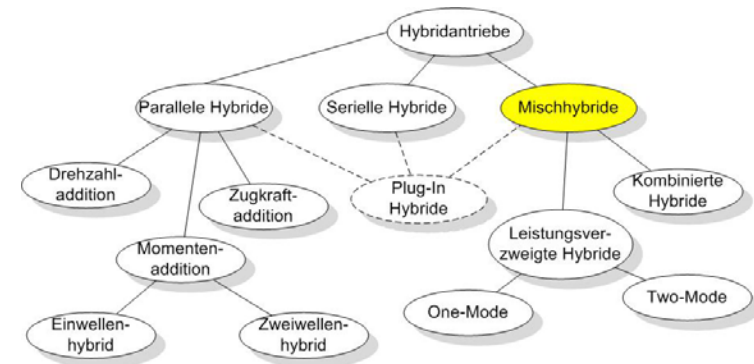 Hybridantriebe
Parallele Hybride
Serielle Hybride
Mischhybride
Drehzahl-
addition
Zugkraft-
addition
Plug-In
Hybride
Kombinierte
Hybride
Momenten-
addition
Leistungsver-
zweigte Hybride
Einwellen-
hybrid
Zweiwellen-
hybrid
One-Mode
Two-Mode